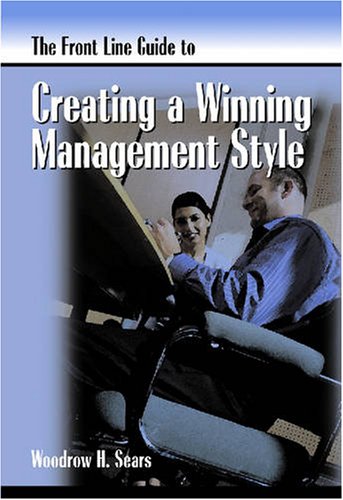 The Front Line Guide to
Creating a Winning
Management Style
Woodrow H. Sears